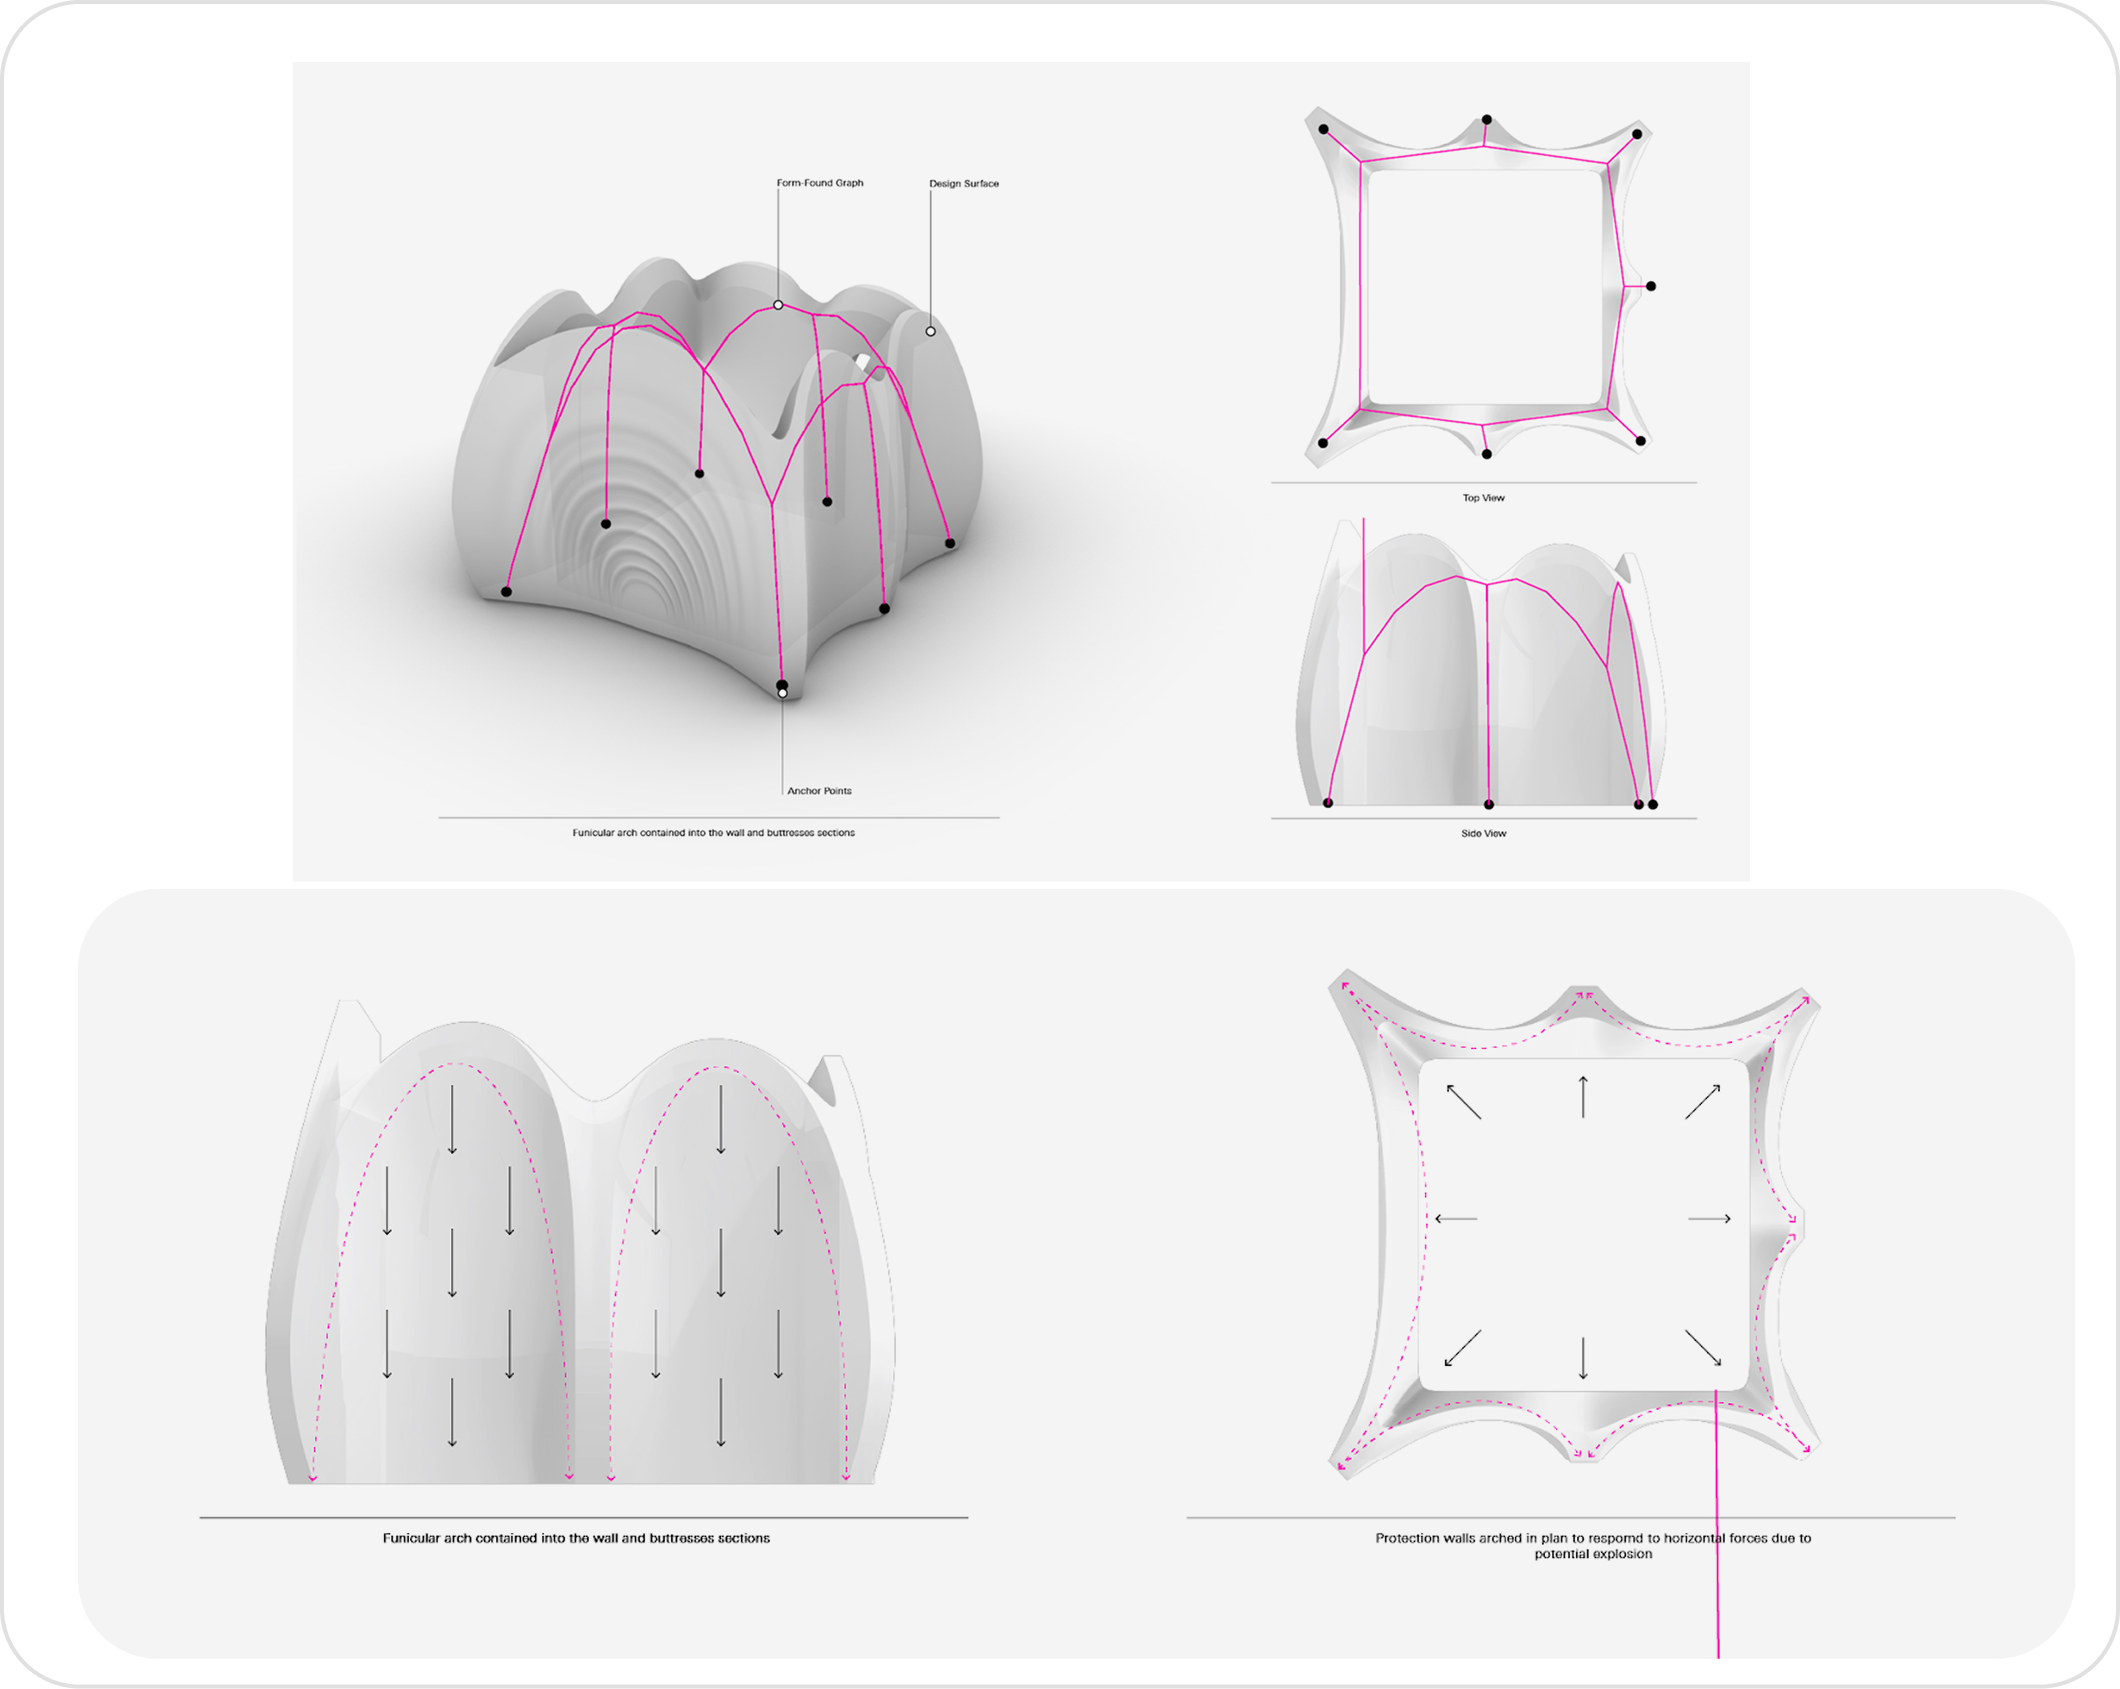 Form-Found Graph
Design Surface
Anchor Points
Funicular arch contained into the wall and buttresses sections
Top View
Side View
Funicular arch contained into the wall and buttresses sections
Protection walls arched in plan to respornd to horizontal forces due to
potential explosion